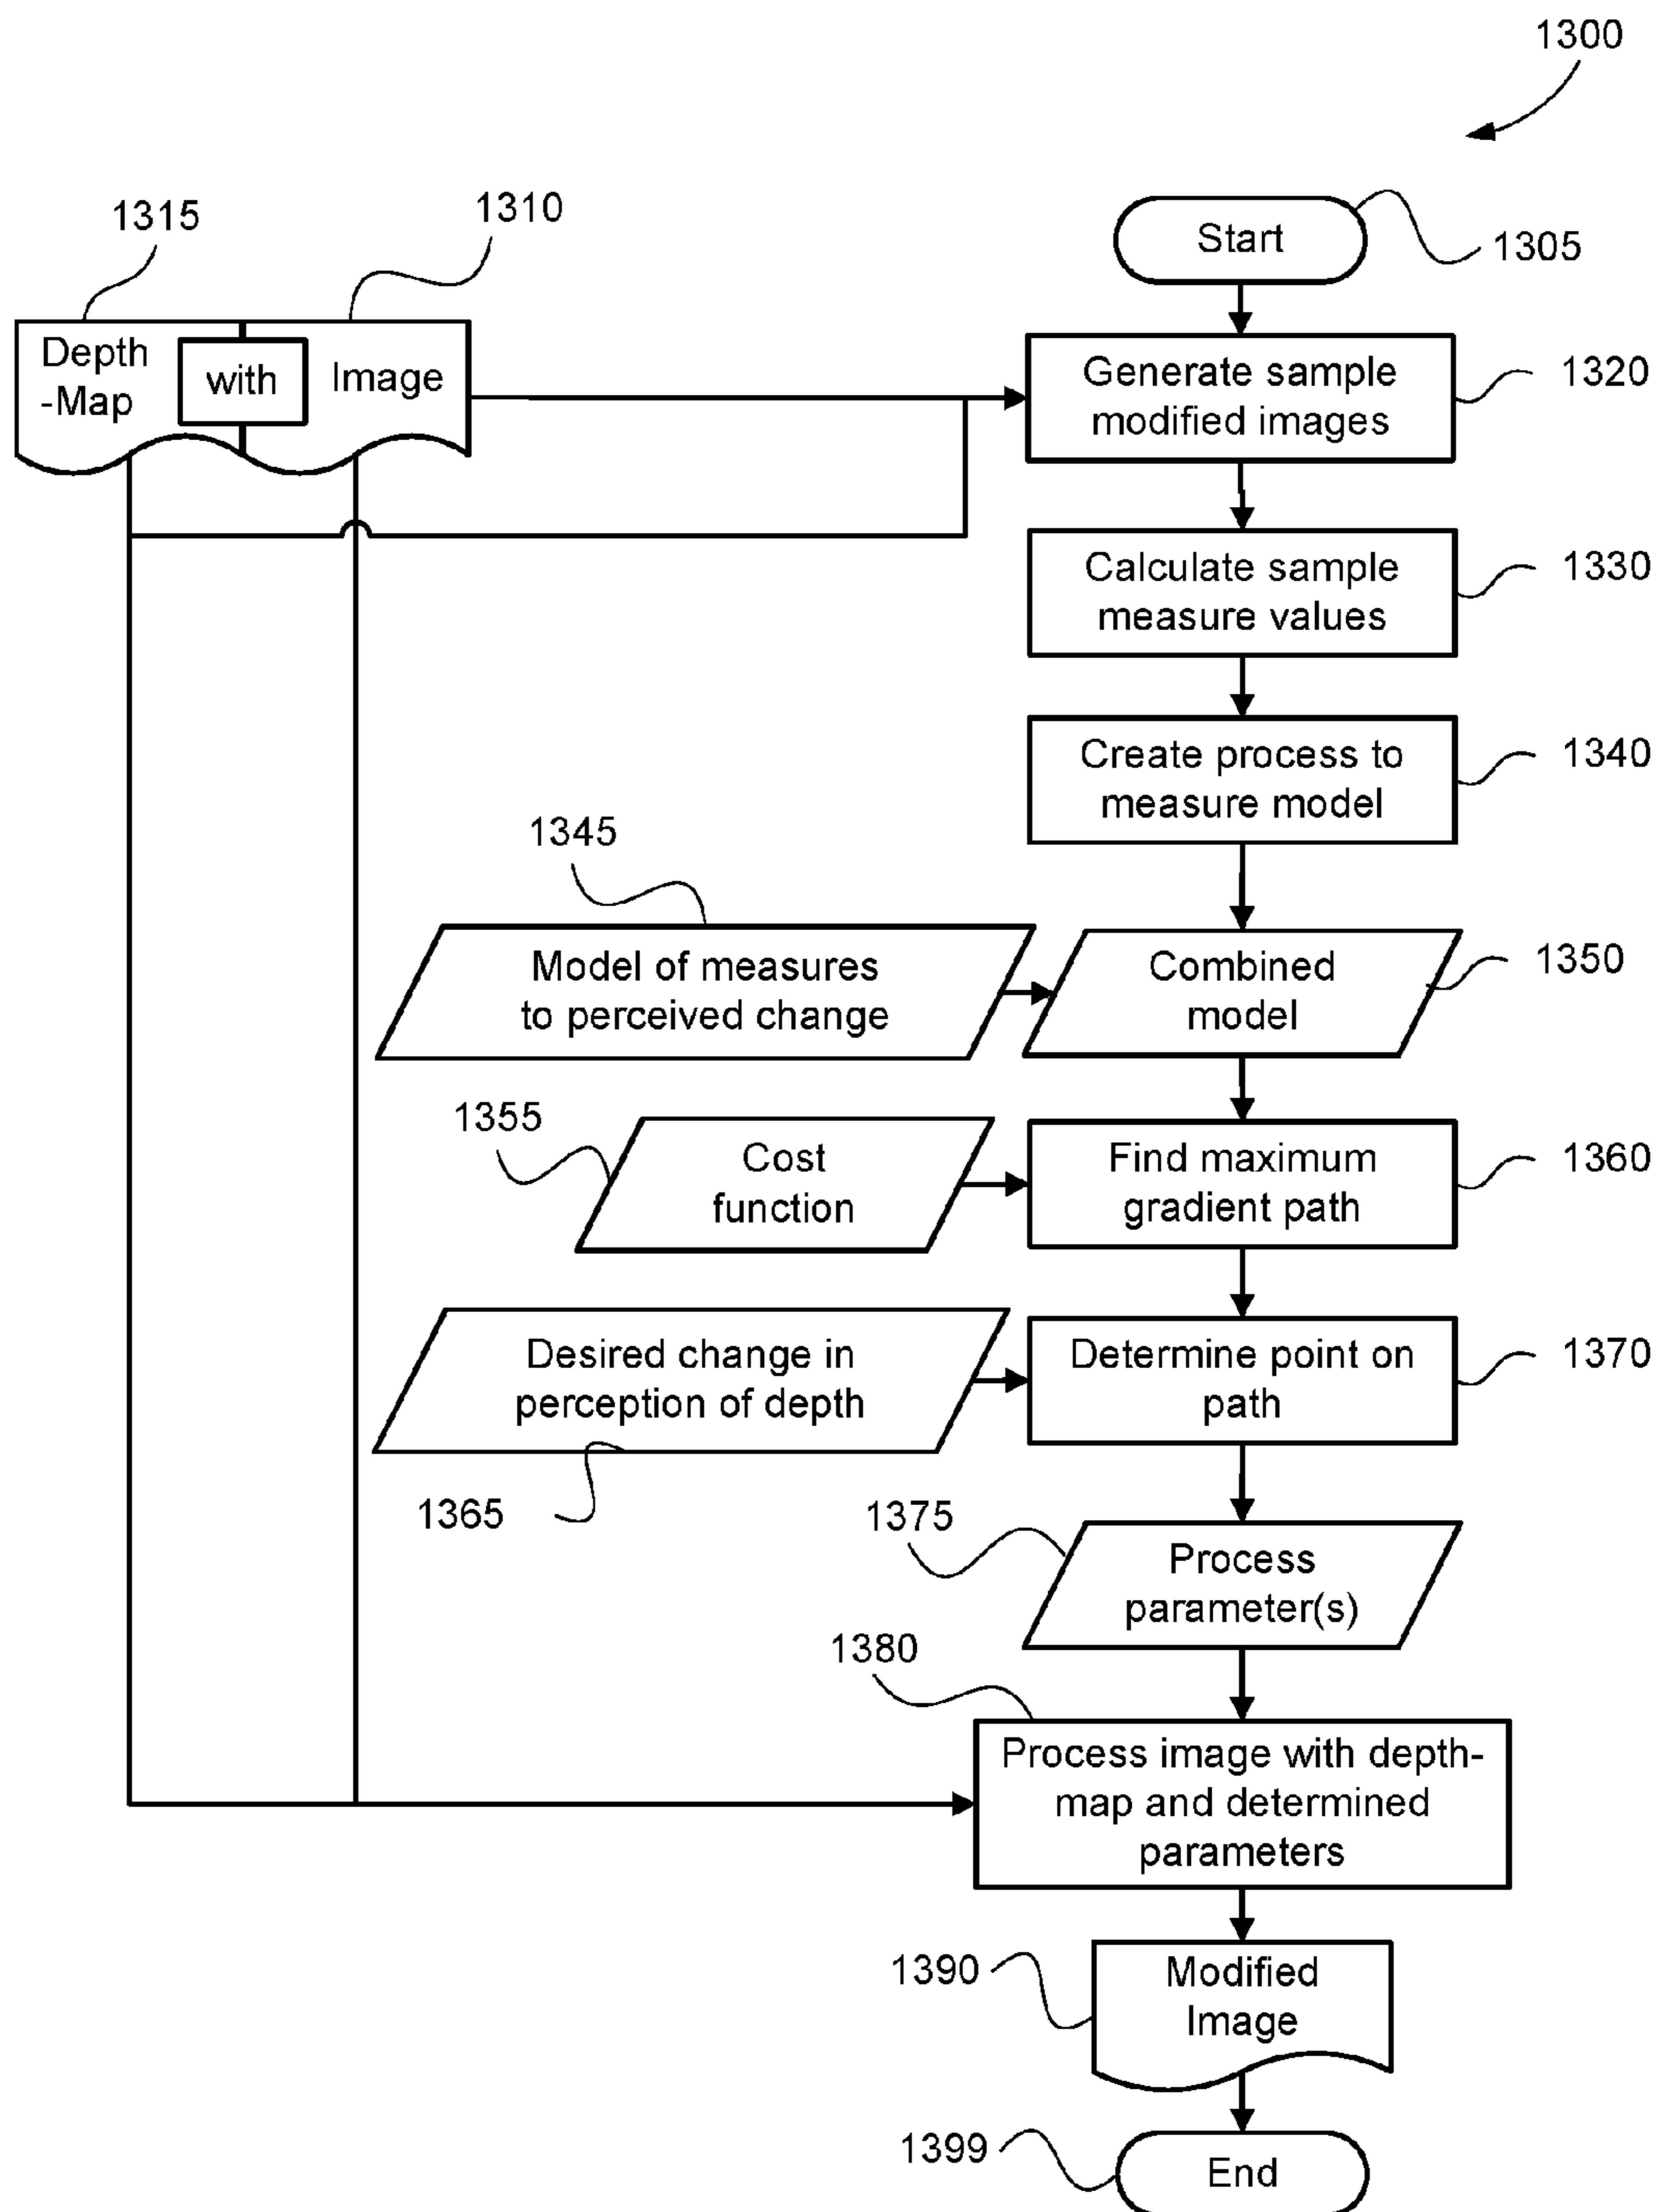 1300
1315
1310
Start
1305
Depth
-Map
with
Image
Generate sample
modified images
1320
Calculate sample
measure values
1330
Create process to
measure model
1340
1345
Model of measures
to perceived change
Combined
model
1350
1355
Cost
function
Find maximum
gradient path
1360
Desired change in
perception of depth
1365
Determine point on
path
1370
1375
Process
parameter(s)
1380
Process image with depth-
map and determined
parameters
1390
Modified
Image
1399
End